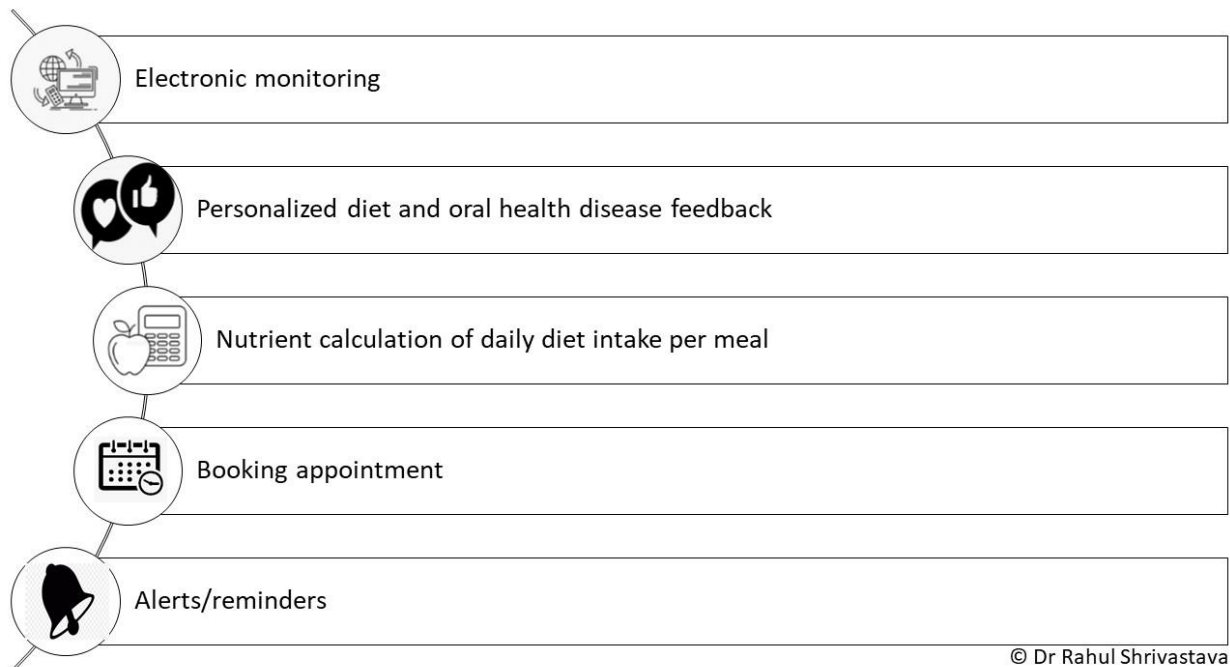 Electronic monitoring
Personalized diet and oral health disease feedback
Nutrient calculation of daily diet intake per meal
Booking appointment
Alerts/reminders
© Dr Rahul Shrivastava